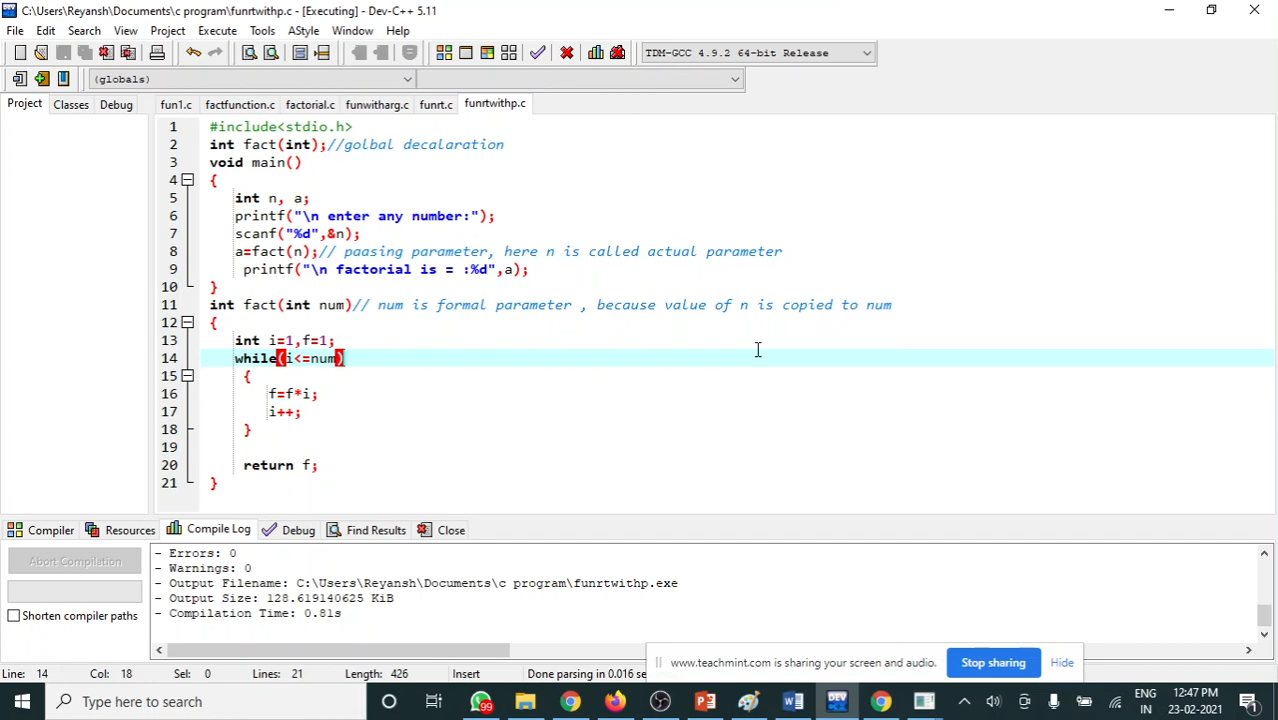 C:\Users\Reyansh\Documents\c program\funrtwithp.c - [Executing] - Dev-C++ 5.11
File Edit Search View Project Execute Tools AStyle Window Help
TDM-GCC 4.9.2 64-bit Release
(globals)
Project Classes Debug fun1.c factfunction.c factorial.c funwitharg.c funrt.c funrtwithp.c
1 #include<stdio.h>
2 int fact(int);//golbal decalaration
3 void main()
4 {
5 int n, a;
6 printf("\n enter any number:");
7 scanf("%d",&n);
8 a=fact(n);// paasing parameter, here n is called actual parameter
9 printf("\n factorial is = :%d",a);
10 }
11 int fact(int num)// num is formal parameter , because value of n is copied to num
12 {
13 int i=1,f=1;
14 while(i<=num)
15 {
16 f=f*i;
17 i++;
18 }
19
20 return f;
21 }
Compiler Resources Compile Log Debug Find Results Close
Abort Compilation
Shorten compiler paths
- Errors: 0
- Warnings: 0
- Output Filename: C:\Users\Reyansh\Documents\c program\funrtwithp.exe
- Output Size: 128.619140625 KiB
- Compilation Time: 0.81s
www.teachmint.com is sharing your screen and audio. Stop sharing Hide
Line: 14 Col: 18 Sel: 0 Lines: 21 Length: 426 Insert Done parsing in 0.016 se
Type here to search
99
DEV
ENG
IN
12:47 PM
23-02-2021
1